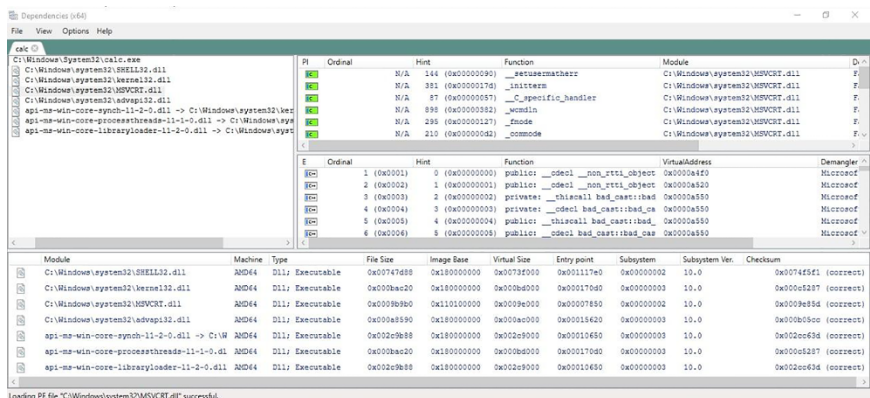 Dependencies (x64)
File View Options Help
calc
C:\Windows\System32\calc.exe
C:\Windows\system32\SHELL32.dll
C:\Windows\system32\kernel32.dll
C:\Windows\system32\MSVCRT.dll
C:\Windows\system32\advapi32.dll
api-ms-win-core-synch-l1-2-0.dll -> C:\Windows\system32\ker
api-ms-win-core-processthreads-l1-1-0.dll -> C:\Windows\sys
api-ms-win-core-libraryloader-l1-2-0.dll -> C:\Windows\syst
PI Ordinal Hint Function Module
N/A 144 (0x00000090) __setusermatherr C:\Windows\system32\MSVCRT.dll
N/A 381 (0x0000017d) _initterm C:\Windows\system32\MSVCRT.dll
N/A 87 (0x00000057) __C_specific_handler C:\Windows\system32\MSVCRT.dll
N/A 898 (0x00000382) _wcmdln C:\Windows\system32\MSVCRT.dll
N/A 295 (0x00000127) _fmode C:\Windows\system32\MSVCRT.dll
N/A 210 (0x000000d2) _commode C:\Windows\system32\MSVCRT.dll
E Ordinal Hint Function VirtualAddress Demangler
1 (0x0001) 0 (0x00000000) public: __cdecl __non_rtti_object 0x0000a4f0 Microsof
2 (0x0002) 1 (0x00000001) public: __cdecl __non_rtti_object 0x0000a520 Microsof
3 (0x0003) 2 (0x00000002) private: __thiscall bad_cast::bad 0x0000a550 Microsof
4 (0x0004) 3 (0x00000003) private: __cdecl bad_cast::bad_ca 0x0000a550 Microsof
5 (0x0005) 4 (0x00000004) public: __thiscall bad_cast::bad_ 0x0000a550 Microsof
6 (0x0006) 5 (0x00000005) public: __cdecl bad_cast::bad_cas 0x0000a550 Microsof
Module Machine Type File Size Image Base Virtual Size Entry point Subsystem Subsystem Ver. Checksum
C:\Windows\system32\SHELL32.dll AMD64 Dll; Executable 0x00747d88 0x180000000 0x0073f000 0x001117e0 0x00000002 10.0 0x0074f5f1 (correct)
C:\Windows\system32\kernel32.dll AMD64 Dll; Executable 0x000bac20 0x180000000 0x000bd000 0x000170d0 0x00000003 10.0 0x000c5287 (correct)
C:\Windows\system32\MSVCRT.dll AMD64 Dll; Executable 0x0009b9b0 0x110100000 0x0009e000 0x00007850 0x00000002 10.0 0x0009e85d (correct)
C:\Windows\system32\advapi32.dll AMD64 Dll; Executable 0x000a8590 0x180000000 0x000ac000 0x00015620 0x00000003 10.0 0x000b05cc (correct)
api-ms-win-core-synch-l1-2-0.dll -> C:\W AMD64 Dll; Executable 0x002c9b88 0x180000000 0x002c9000 0x00010650 0x00000003 10.0 0x002cc63d (correct)
api-ms-win-core-processthreads-l1-1-0.dl AMD64 Dll; Executable 0x000bac20 0x180000000 0x000bd000 0x000170d0 0x00000003 10.0 0x000c5287 (correct)
api-ms-win-core-libraryloader-l1-2-0.dll AMD64 Dll; Executable 0x002c9b88 0x180000000 0x002c9000 0x00010650 0x00000003 10.0 0x002cc63d (correct)
Loading PE file "C:\Windows\system32\MSVCRT.dll" successful.